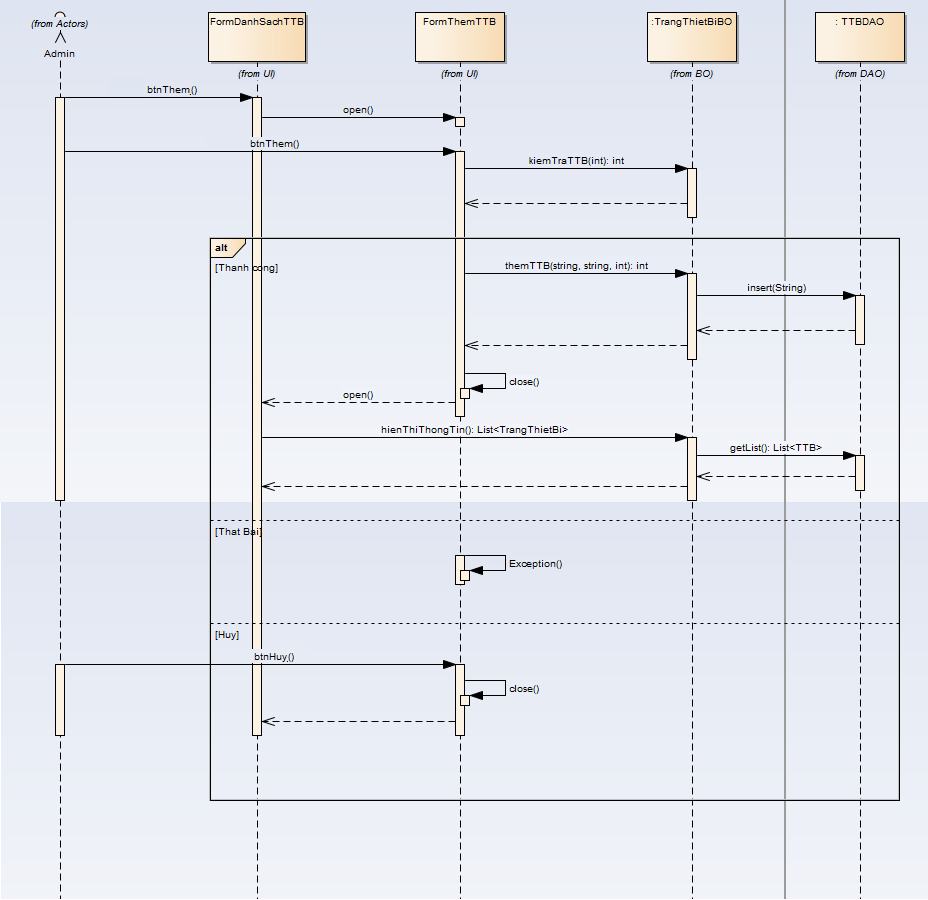 (from Actors)
Admin
FormDanhSachTTB
(from UI)
FormThemTTB
(from UI)
:TrangThietBiBO
(from BO)
: TTBDAO
(from DAO)
btnThem()
open()
btnThem()
kiemTraTTB(int): int
alt
[Thanh cong]
themTTB(string, string, int): int
insert(String)
close()
open()
hienThiThongTin(): List<TrangThietBi>
getList(): List<TTB>
[That Bai]
Exception()
[Huy]
btnHuy()
close()